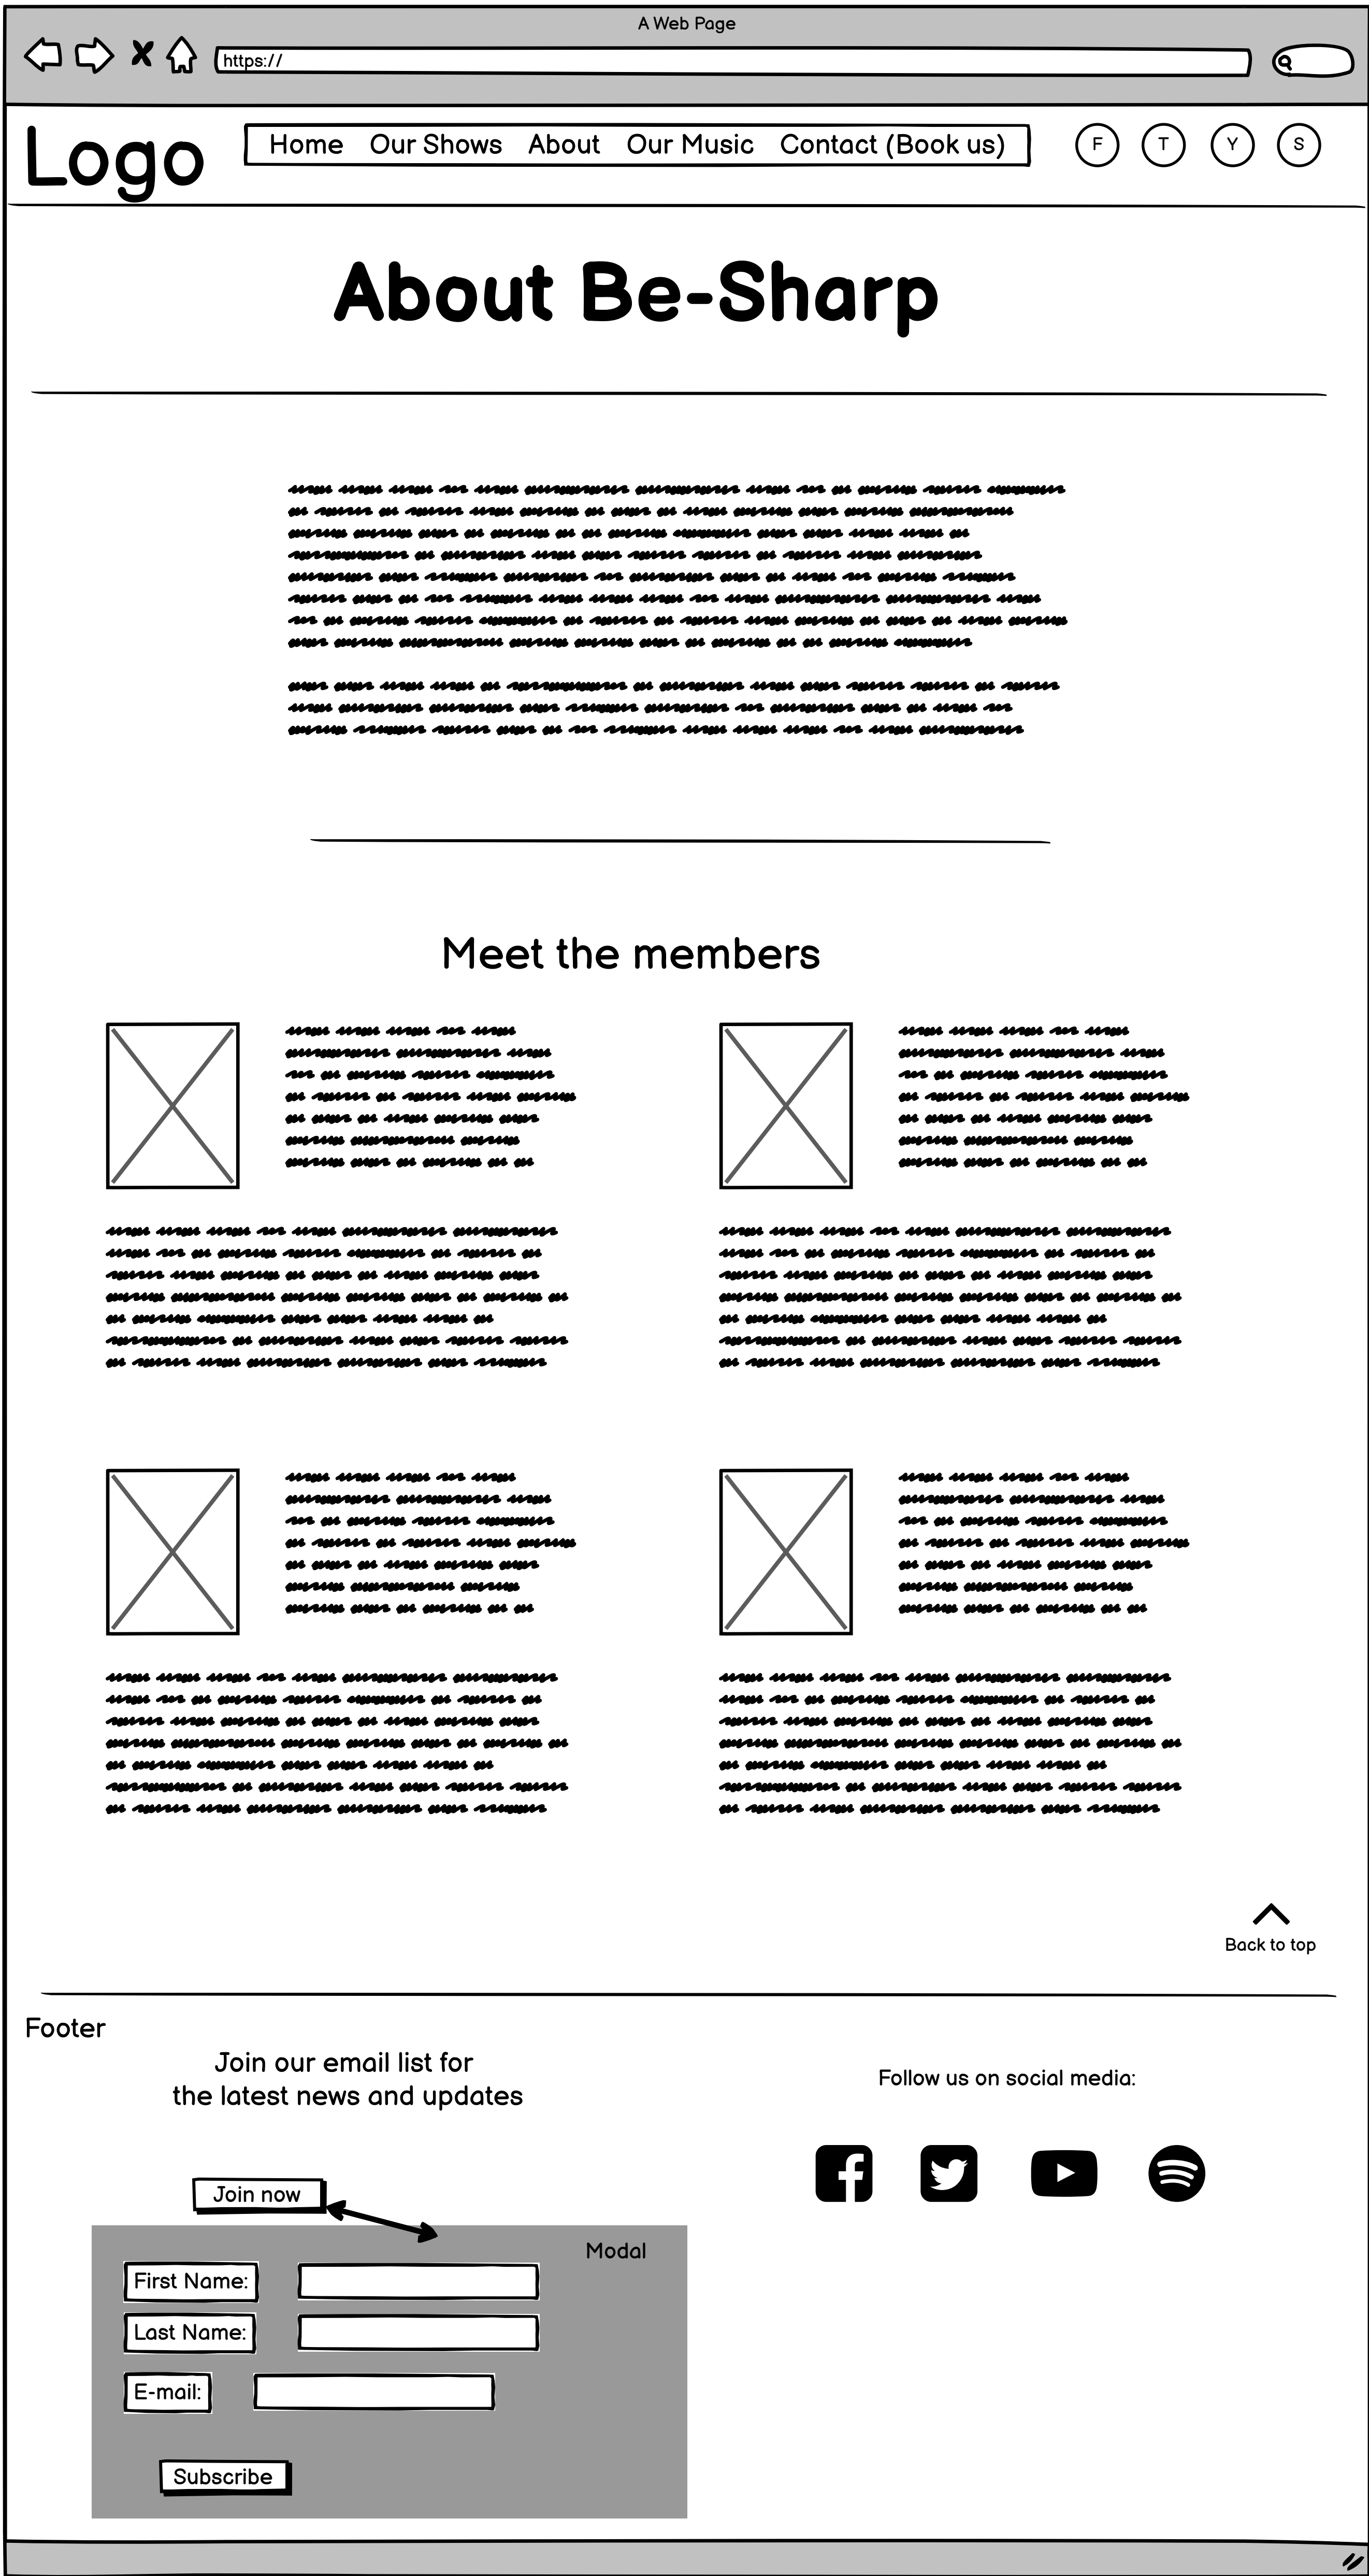 A Web Page
https://
Logo
Home Our Shows About Our Music Contact (Book us)
F T Y S
About Be-Sharp
Meet the members
Back to top
Footer
Join our email list for
the latest news and updates
Follow us on social media:
Join now
Modal
First Name:
Last Name:
E-mail:
Subscribe